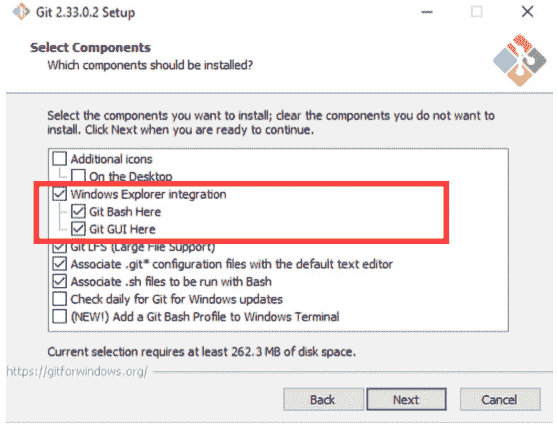 Git 2.33.0.2 Setup
Select Components
Which components should be installed?
Select the components you want to install; clear the components you do not want to
install. Click Next when you are ready to continue.
Additional icons
On the Desktop
Windows Explorer integration
Git Bash Here
Git GUI Here
Git LFS (Large File Support)
Associate .git* configuration files with the default text editor
Associate .sh files to be run with Bash
Check daily for Git for Windows updates
(NEW!) Add a Git Bash Profile to Windows Terminal
Current selection requires at least 262.3 MB of disk space.
https://gitforwindows.org/
Back Next Cancel